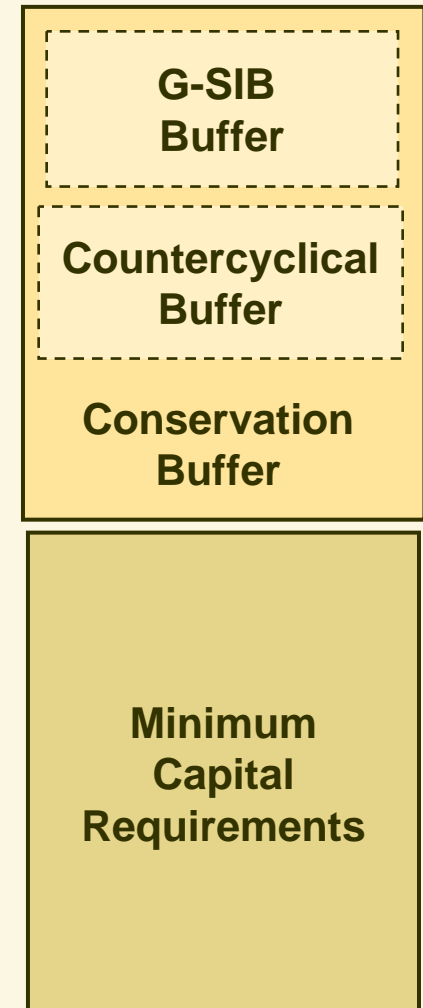 G-SIB
Buffer
Countercyclical
Buffer
Conservation
Buffer
Minimum
Capital
Requirements